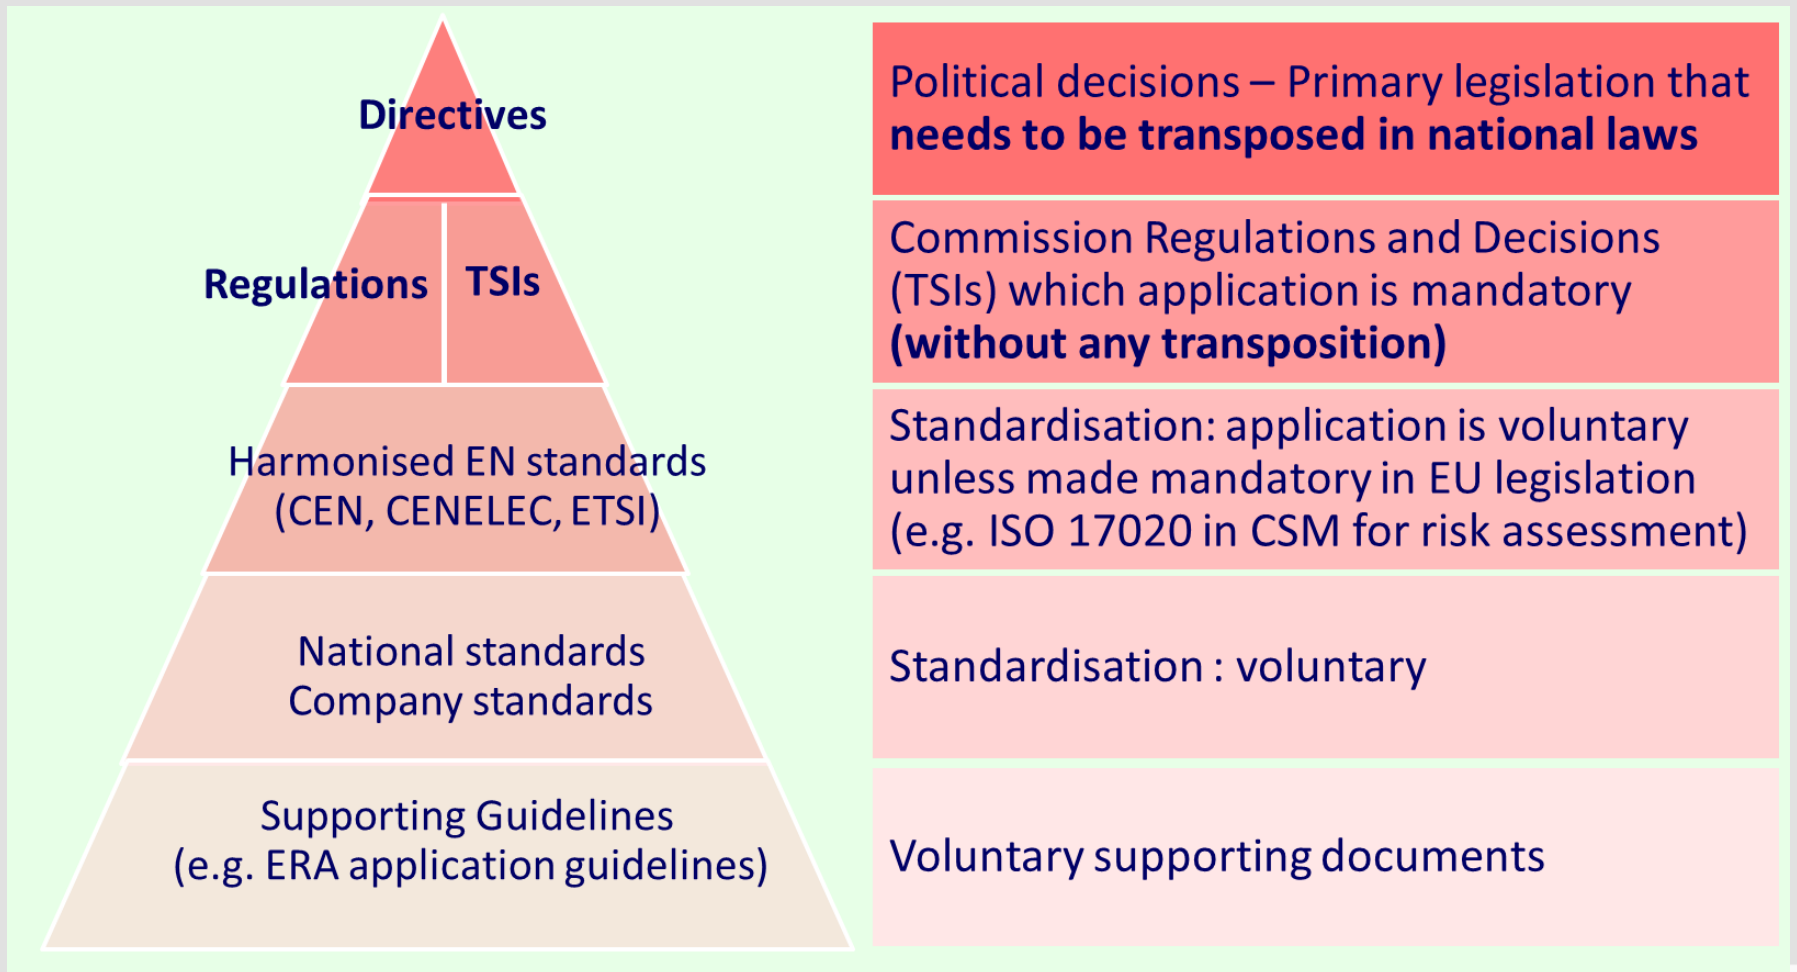 Directives
Political decisions – Primary legislation that
needs to be transposed in national laws
Regulations
TSIs
Commission Regulations and Decisions
(TSIs) which application is mandatory
(without any transposition)
Harmonised EN standards
(CEN, CENELEC, ETSI)
Standardisation: application is voluntary
unless made mandatory in EU legislation
(e.g. ISO 17020 in CSM for risk assessment)
National standards
Company standards
Standardisation : voluntary
Supporting Guidelines
(e.g. ERA application guidelines)
Voluntary supporting documents